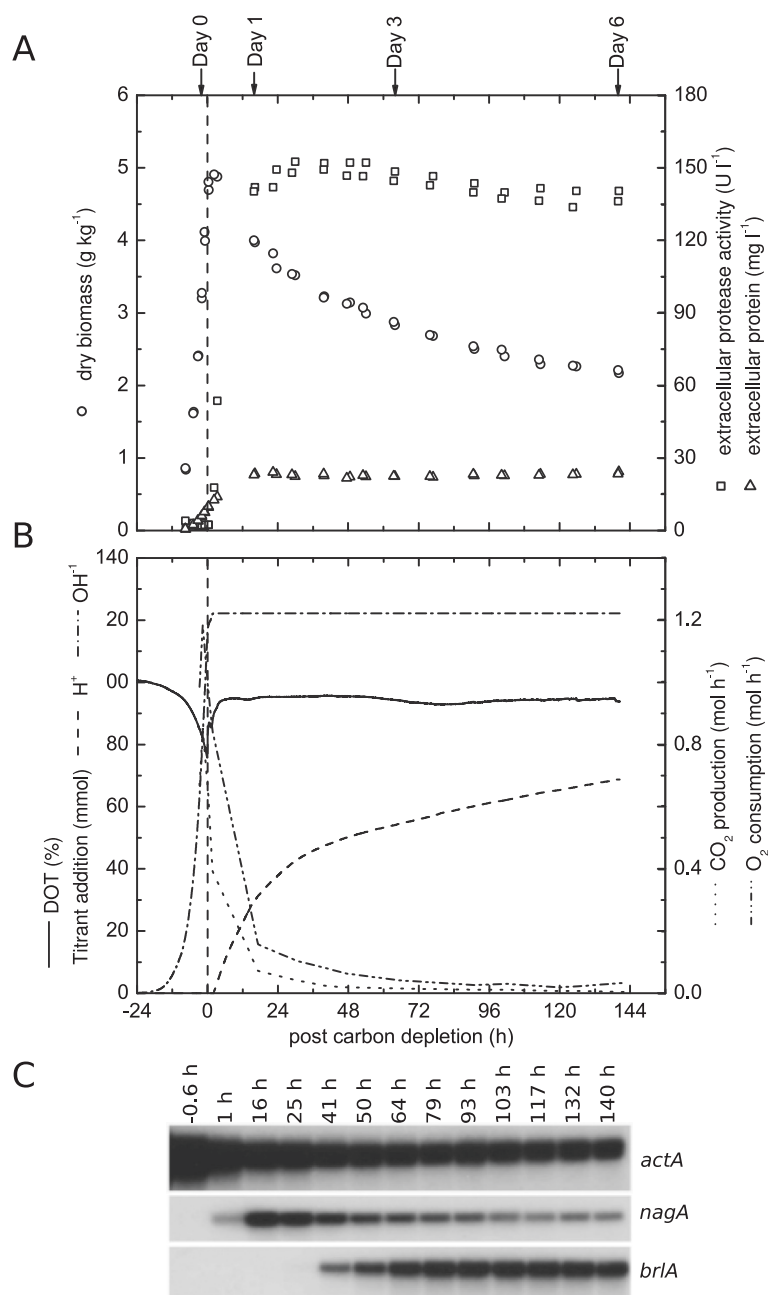 Day 0
Day 1
Day 3
Day 6
A
6 180
5 150
4 120
3 90
2 60
1 30
0 0
dry biomass (g kg-1)
extracellular protease activity (U l-1)
extracellular protein (mg l-1)
B
140
20 1.2
00
80 0.8
60
40 0.4
20
0 0.0
DOT (%)
Titrant addition (mmol) H+ OH-1
CO2 production (mol h-1)
O2 consumption (mol h-1)
-24 0 24 48 72 96 120 144
post carbon depletion (h)
C
-0.6 h 1 h 16 h 25 h 41 h 50 h 64 h 79 h 93 h 103 h 117 h 132 h 140 h
actA
nagA
brlA